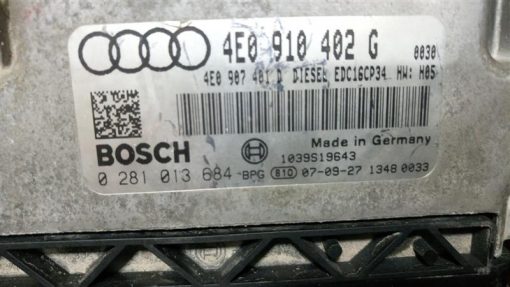 4E0 910 402 G 0030
4E0 907 401 D DIESEL EDC16CP34 HW: H05
Made in Germany
BOSCH 1039S19643
0 281 013 684 BPG 810 07-09-27 1348 0033